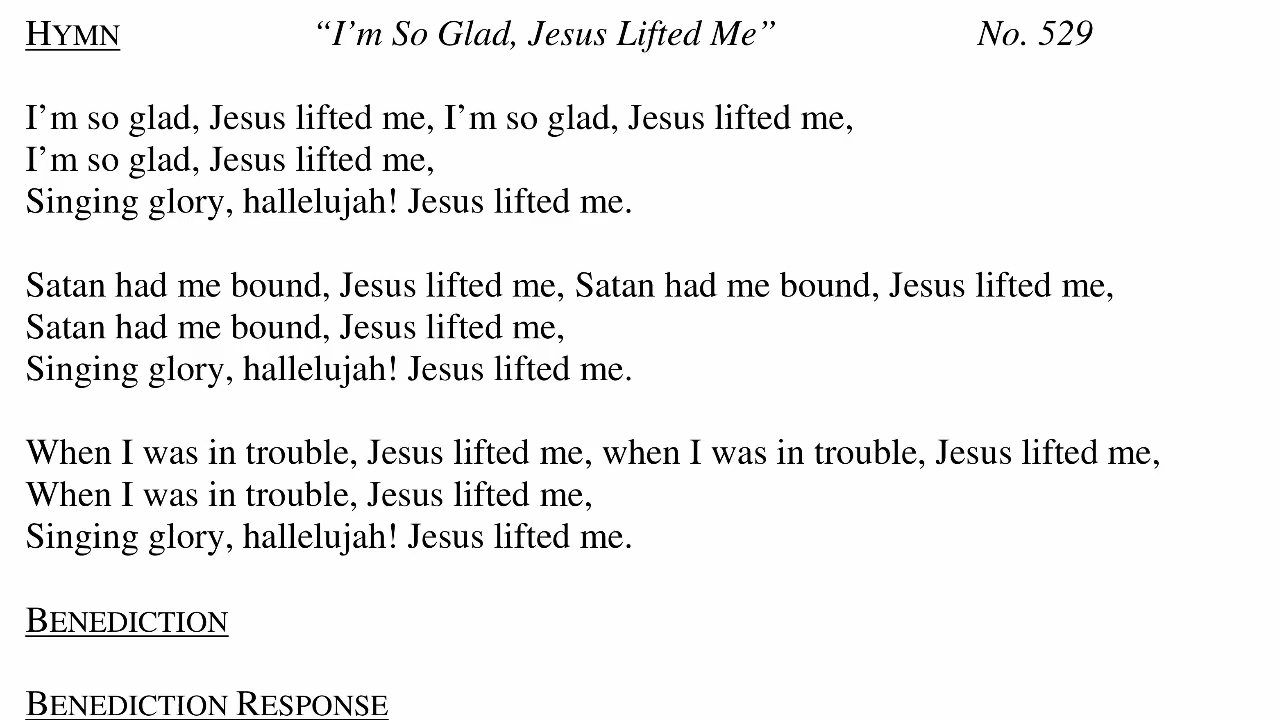 HYMN “I’m So Glad, Jesus Lifted Me” No. 529
I’m so glad, Jesus lifted me, I’m so glad, Jesus lifted me,
I’m so glad, Jesus lifted me,
Singing glory, hallelujah! Jesus lifted me.
Satan had me bound, Jesus lifted me, Satan had me bound, Jesus lifted me,
Satan had me bound, Jesus lifted me,
Singing glory, hallelujah! Jesus lifted me.
When I was in trouble, Jesus lifted me, when I was in trouble, Jesus lifted me,
When I was in trouble, Jesus lifted me,
Singing glory, hallelujah! Jesus lifted me.
BENEDICTION
BENEDICTION RESPONSE